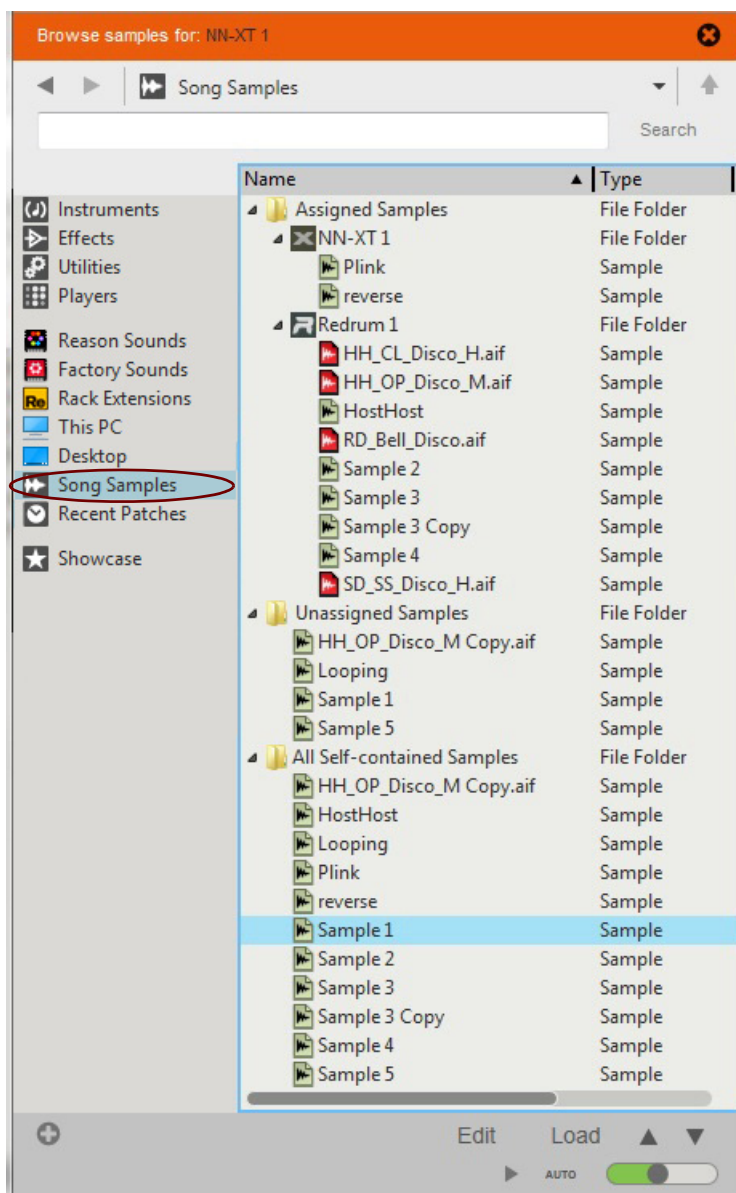 Browse samples for: NN-XT 1
Song Samples
Search
Name Type
Instruments
Effects
Utilities
Players
Reason Sounds
Factory Sounds
Re Rack Extensions
This PC
Desktop
Song Samples
Recent Patches
Showcase
Assigned Samples File Folder
NN-XT 1 File Folder
Plink Sample
reverse Sample
Redrum 1 File Folder
HH_CL_Disco_H.aif Sample
HH_OP_Disco_M.aif Sample
HostHost Sample
RD_Bell_Disco.aif Sample
Sample 2 Sample
Sample 3 Sample
Sample 3 Copy Sample
Sample 4 Sample
SD_SS_Disco_H.aif Sample
Unassigned Samples File Folder
HH_OP_Disco_M Copy.aif Sample
Looping Sample
Sample 1 Sample
Sample 5 Sample
All Self-contained Samples File Folder
HH_OP_Disco_M Copy.aif Sample
HostHost Sample
Looping Sample
Plink Sample
reverse Sample
Sample 1 Sample
Sample 2 Sample
Sample 3 Sample
Sample 3 Copy Sample
Sample 4 Sample
Sample 5 Sample
Edit Load
AUTO